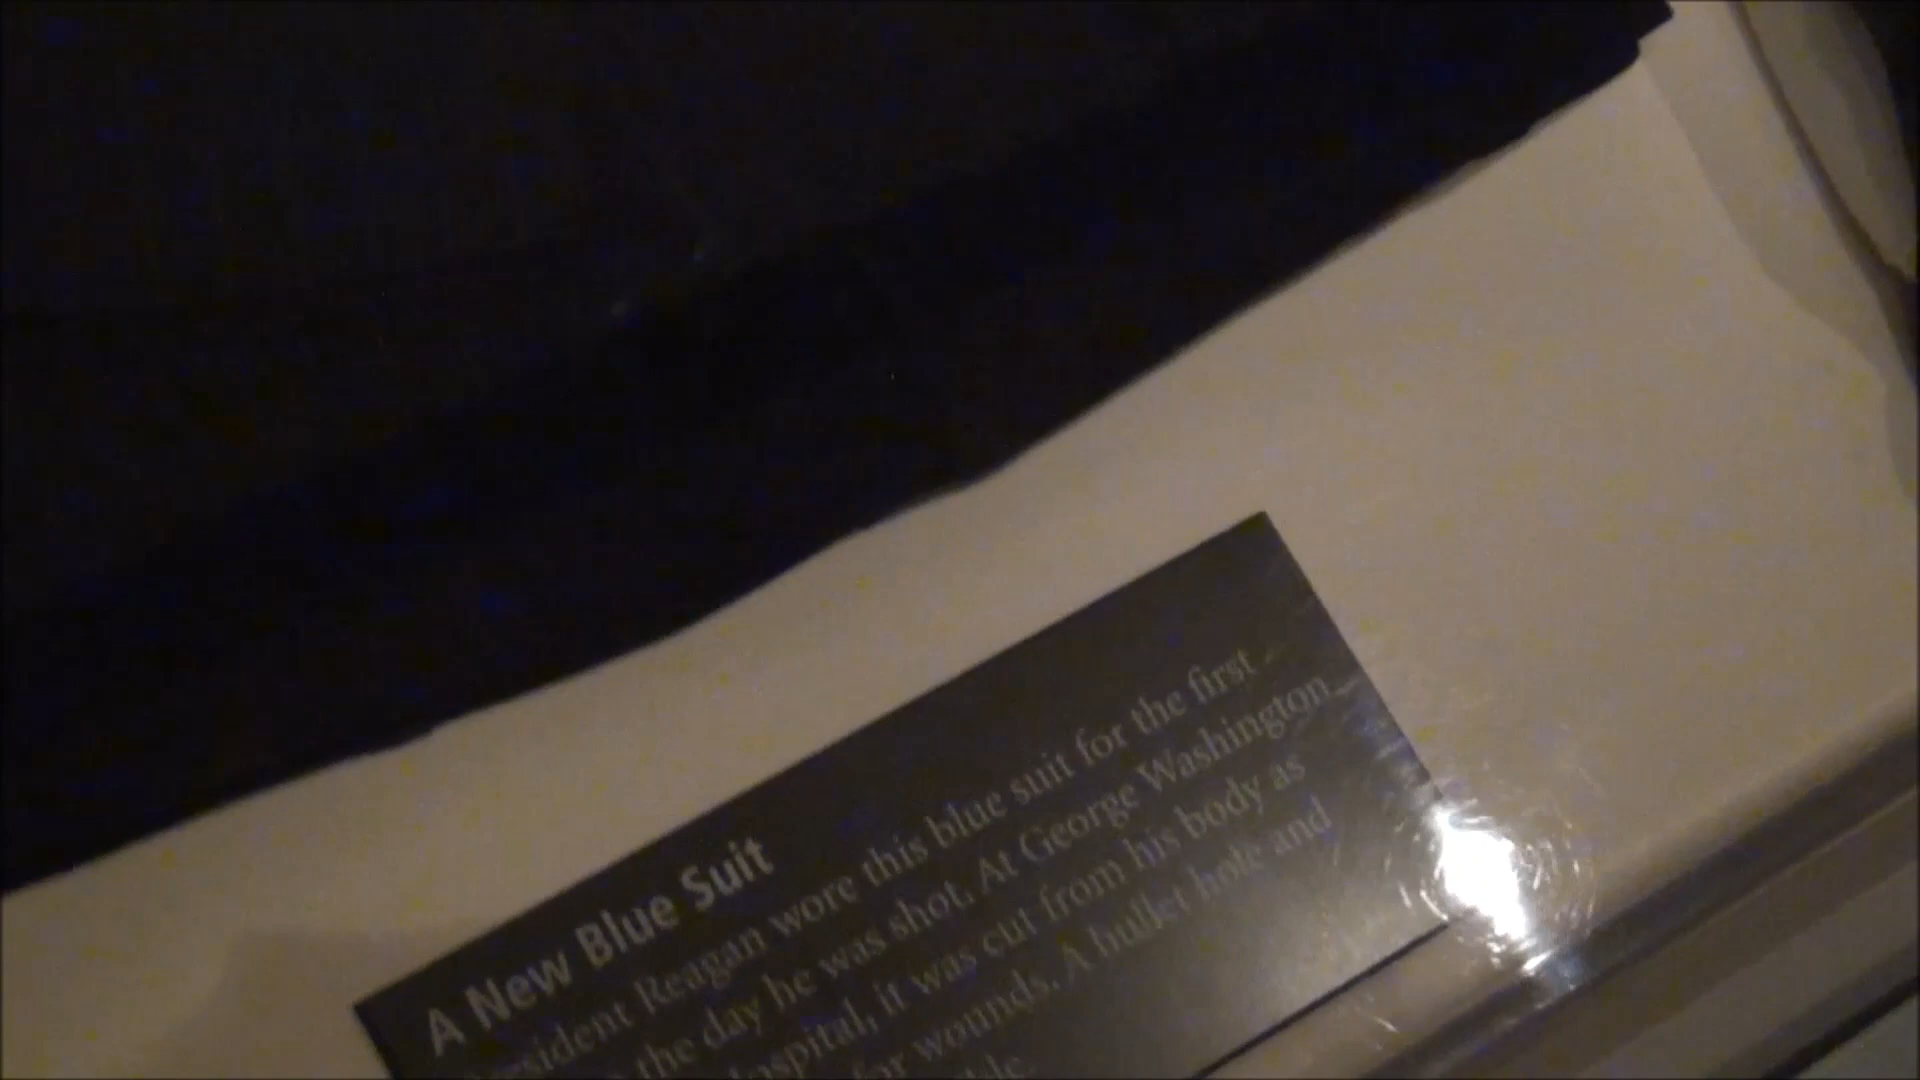 A New Blue Suit
President Reagan wore this blue suit for the first
the day he was shot. At George Washington
Hospital, it was cut from his body as
for wounds. A bullet hole and